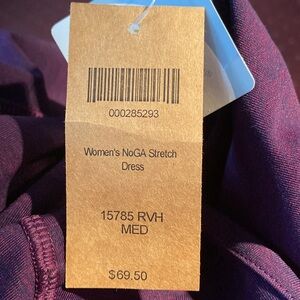 000285293
Women's NoGA Stretch
Dress
15785 RVH
MED
$69.50